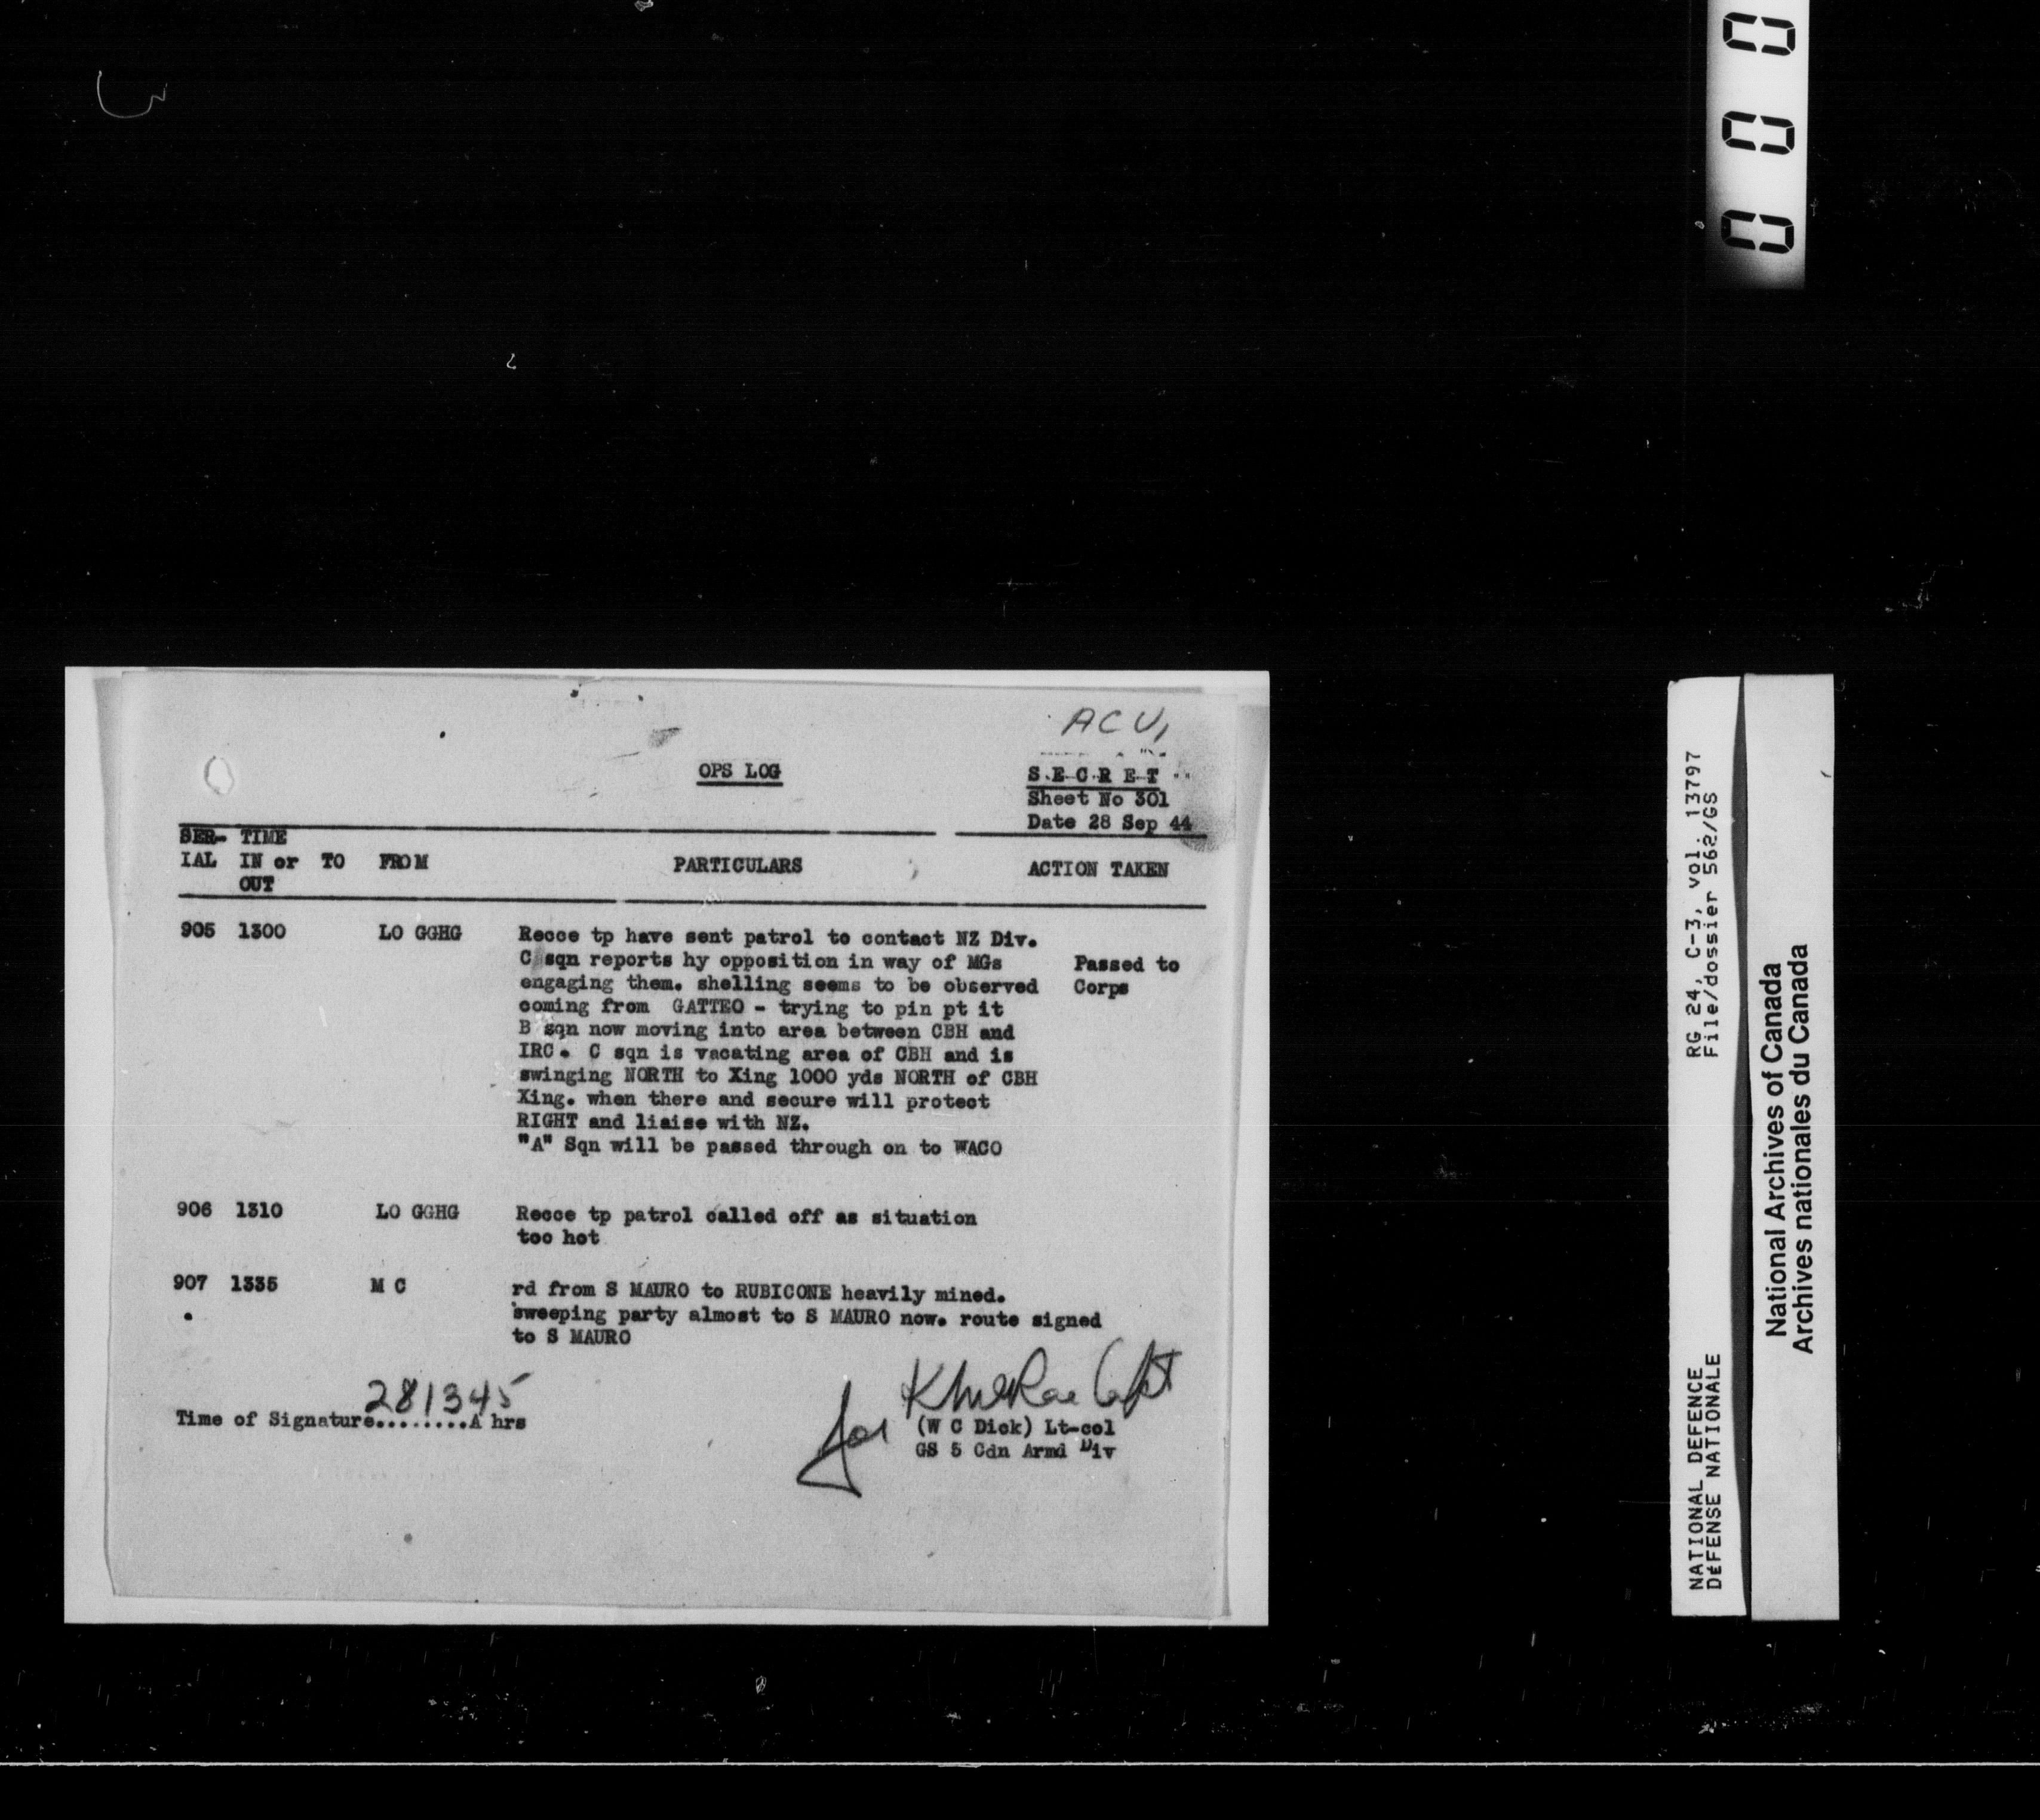 0 0 0
ACV,
OPS LOG
S E C R E T
Sheet No 301
Date 28 Sep 44
SER- TIME
IAL IN or TO FROM PARTICULARS ACTION TAKEN
OUT
905 1300 LO GGHG Recce tp have sent patrol to contact NZ Div.
C sqn reports hy opposition in way of MGs Passed to
engaging them. shelling seems to be observed Corps
coming from GATTEO - trying to pin pt it
B sqn now moving into area between CBH and
IRC. C sqn is vacating area of CBH and is
swinging NORTH to Xing 1000 yds NORTH of CBH
Xing. when there and secure will protect
RIGHT and liaise with NZ.
"A" Sqn will be passed through on to WACO
906 1310 LO GGHG Recce tp patrol called off as situation
too hot
907 1335 M C rd from S MAURO to RUBICONE heavily mined.
sweeping party almost to S MAURO now. route signed
to S MAURO
281345
Time of Signature........A hrs
for
Capt
(W C Dick) Lt-col
GS 5 Cdn Armd Div
RG 24, C-3, vol. 13797
File/dossier 562/GS
NATIONAL DEFENCE
DÉFENSE NATIONALE
National Archives of Canada
Archives nationales du Canada